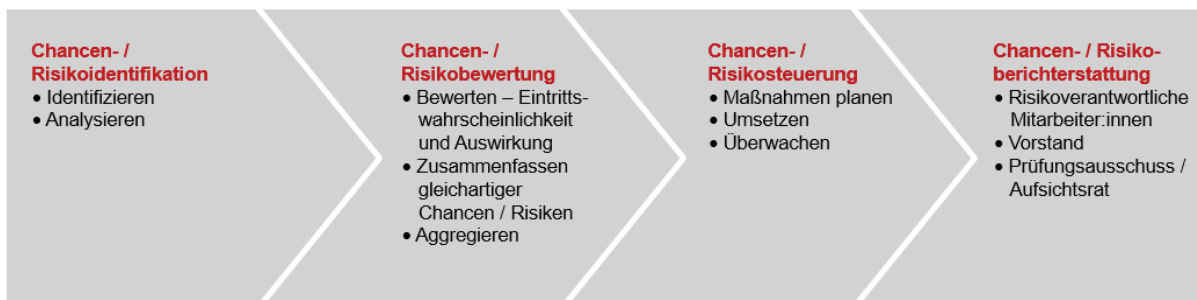 Chancen- /
Risikoidentifikation
• Identifizieren
• Analysieren
Chancen- /
Risikobewertung
• Bewerten – Eintritts-
wahrscheinlichkeit
und Auswirkung
• Zusammenfassen
gleichartiger
Chancen / Risiken
• Aggregieren
Chancen- /
Risikosteuerung
• Maßnahmen planen
• Umsetzen
• Überwachen
Chancen- / Risiko-
berichterstattung
• Risikoverantwortliche
Mitarbeiter:innen
• Vorstand
• Prüfungsausschuss /
Aufsichtsrat